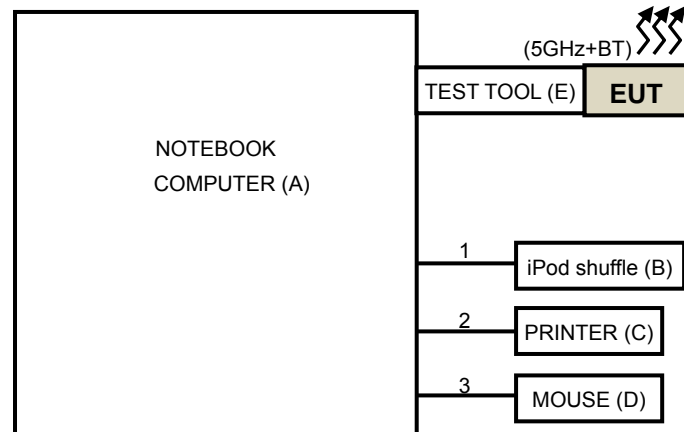 (5GHz+BT)
TEST TOOL (E)
EUT
NOTEBOOK
COMPUTER (A)
1
iPod shuffle (B)
2
PRINTER (C)
3
MOUSE (D)